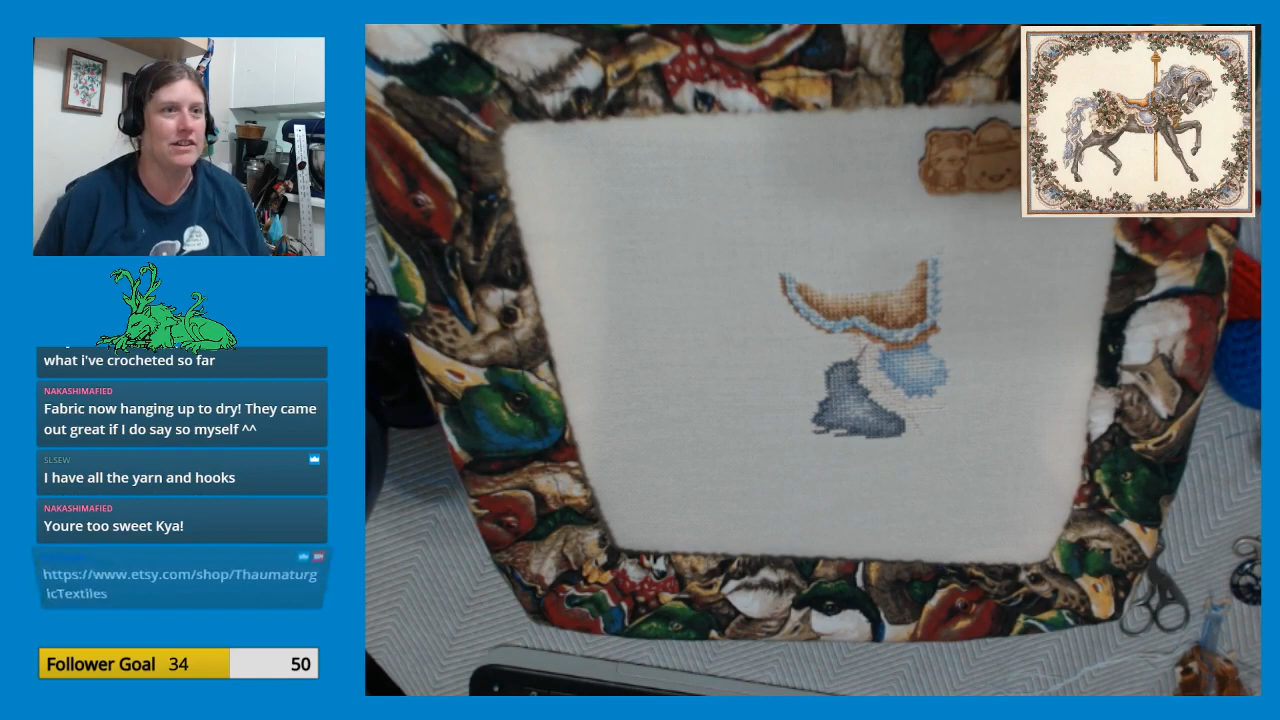 what i've crocheted so far
NAKASHIMAFIED
Fabric now hanging up to dry! They came
out great if I do say so myself ^^
SLSEW
I have all the yarn and hooks
NAKASHIMAFIED
Youre too sweet Kya!
https://www.etsy.com/shop/Thaumaturg
icTextiles
Follower Goal 34 50